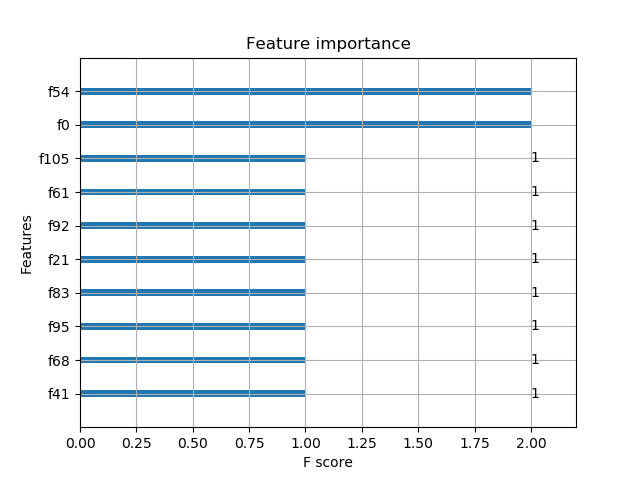 Feature importance
f54
f0
f105 1
f61 1
f92 1
f21 1
f83 1
f95 1
f68 1
f41 1
Features
0.00 0.25 0.50 0.75 1.00 1.25 1.50 1.75 2.00
F score